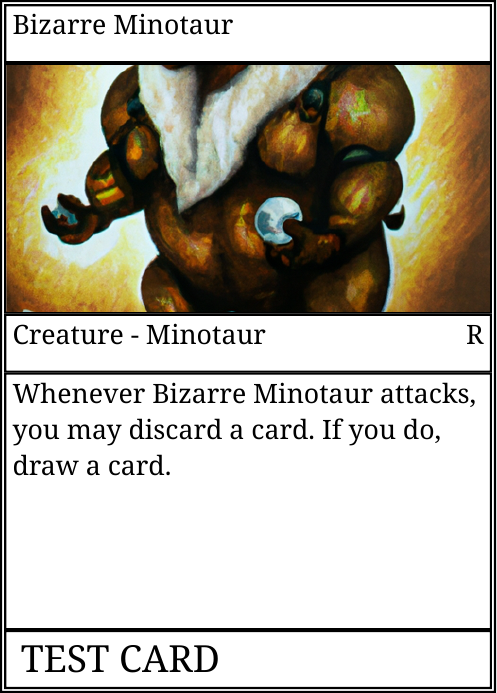 Bizarre Minotaur
Creature - Minotaur R
Whenever Bizarre Minotaur attacks,
you may discard a card. If you do,
draw a card.
TEST CARD